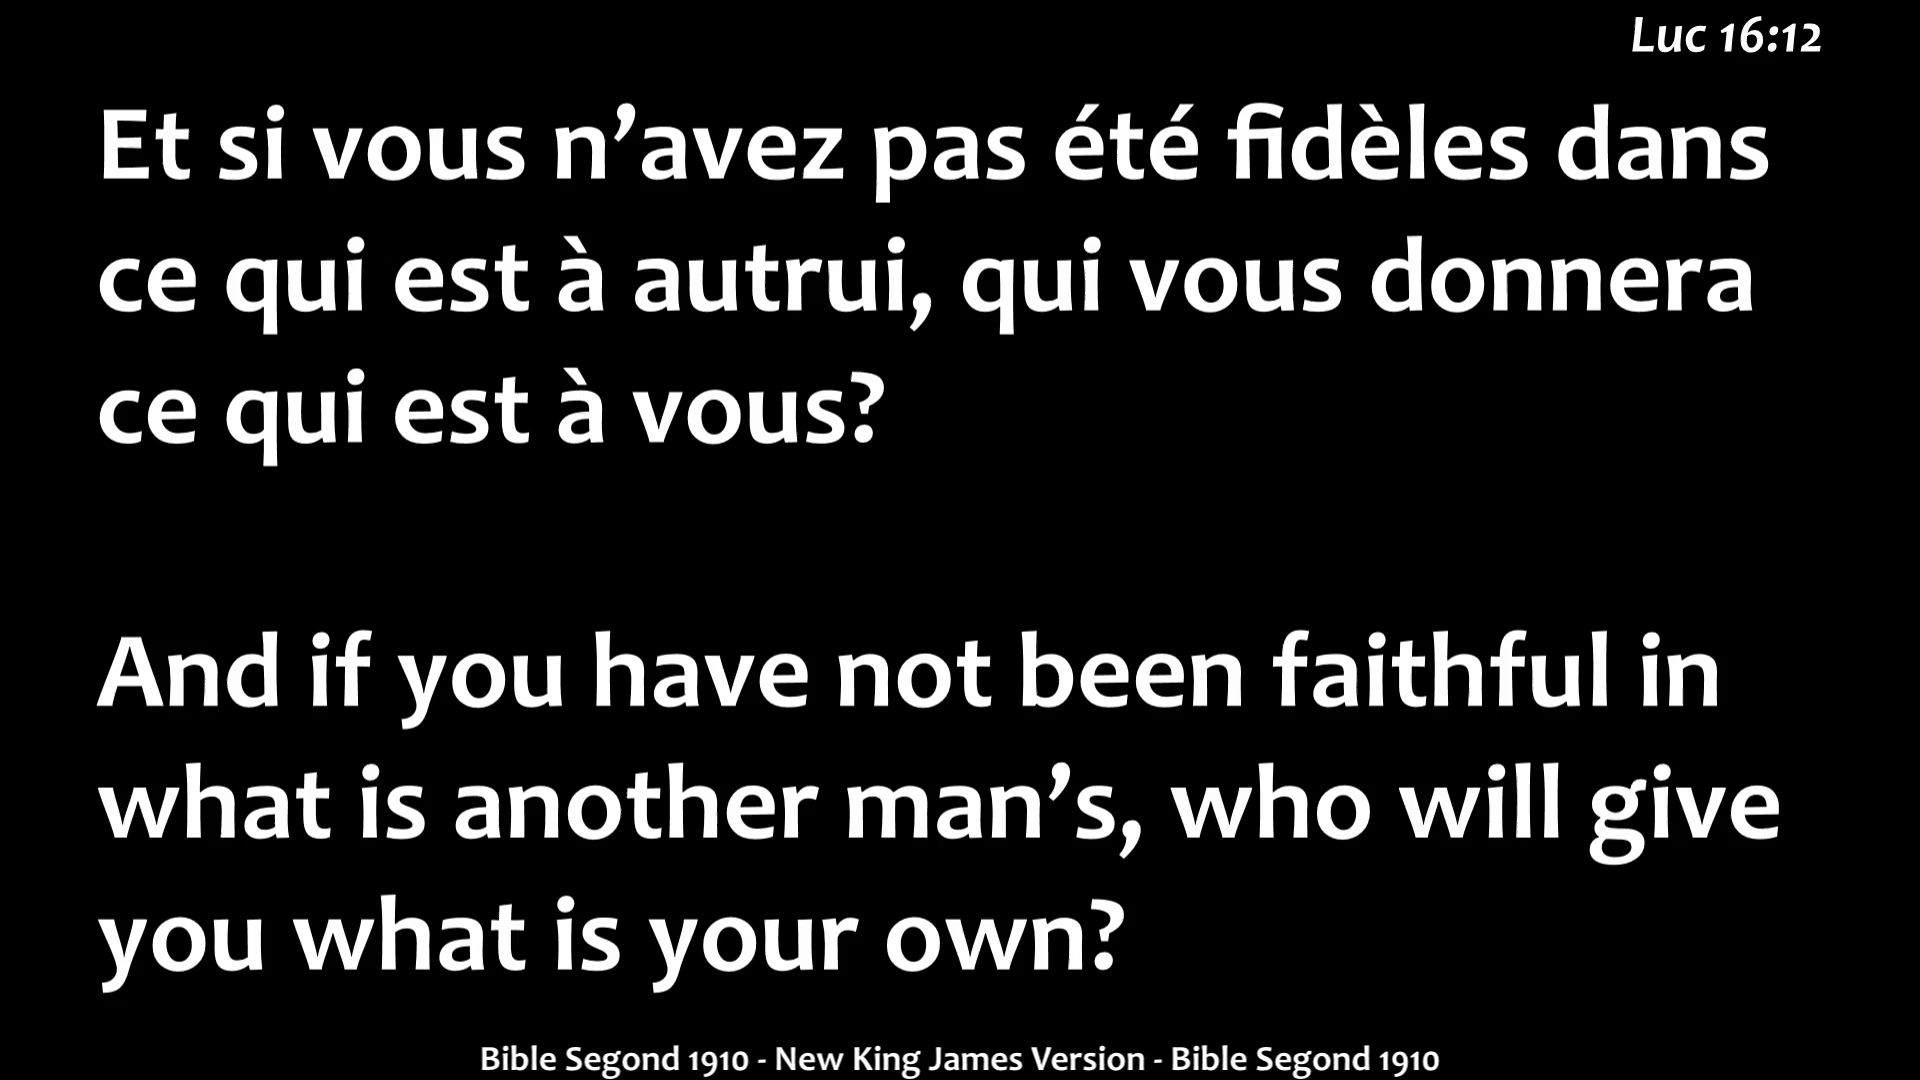 Luc 16:12
Et si vous n’avez pas été fidèles dans
ce qui est à autrui, qui vous donnera
ce qui est à vous?
And if you have not been faithful in
what is another man’s, who will give
you what is your own?
Bible Segond 1910 - New King James Version - Bible Segond 1910